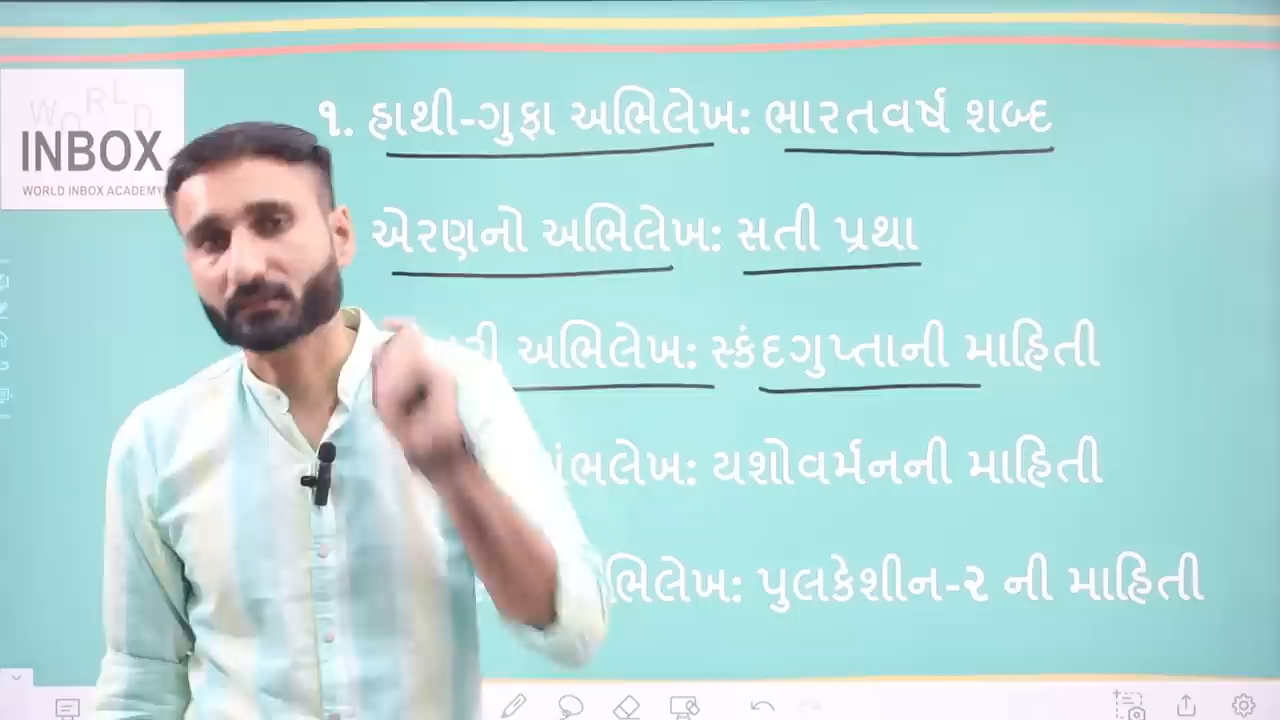 WORLD
INBOX
WORLD INBOX ACADEMY
૧. હાથી-ગુફા અભિલેખ: ભારતવર્ષ શબ્દ
એરણનો અભિલેખ: સતી પ્રથા
અભિલેખ: સ્કંદગુપ્તાની માહિતી
યશોવર્મનની માહિતી
પુલકેશીન-૨ ની માહિતી